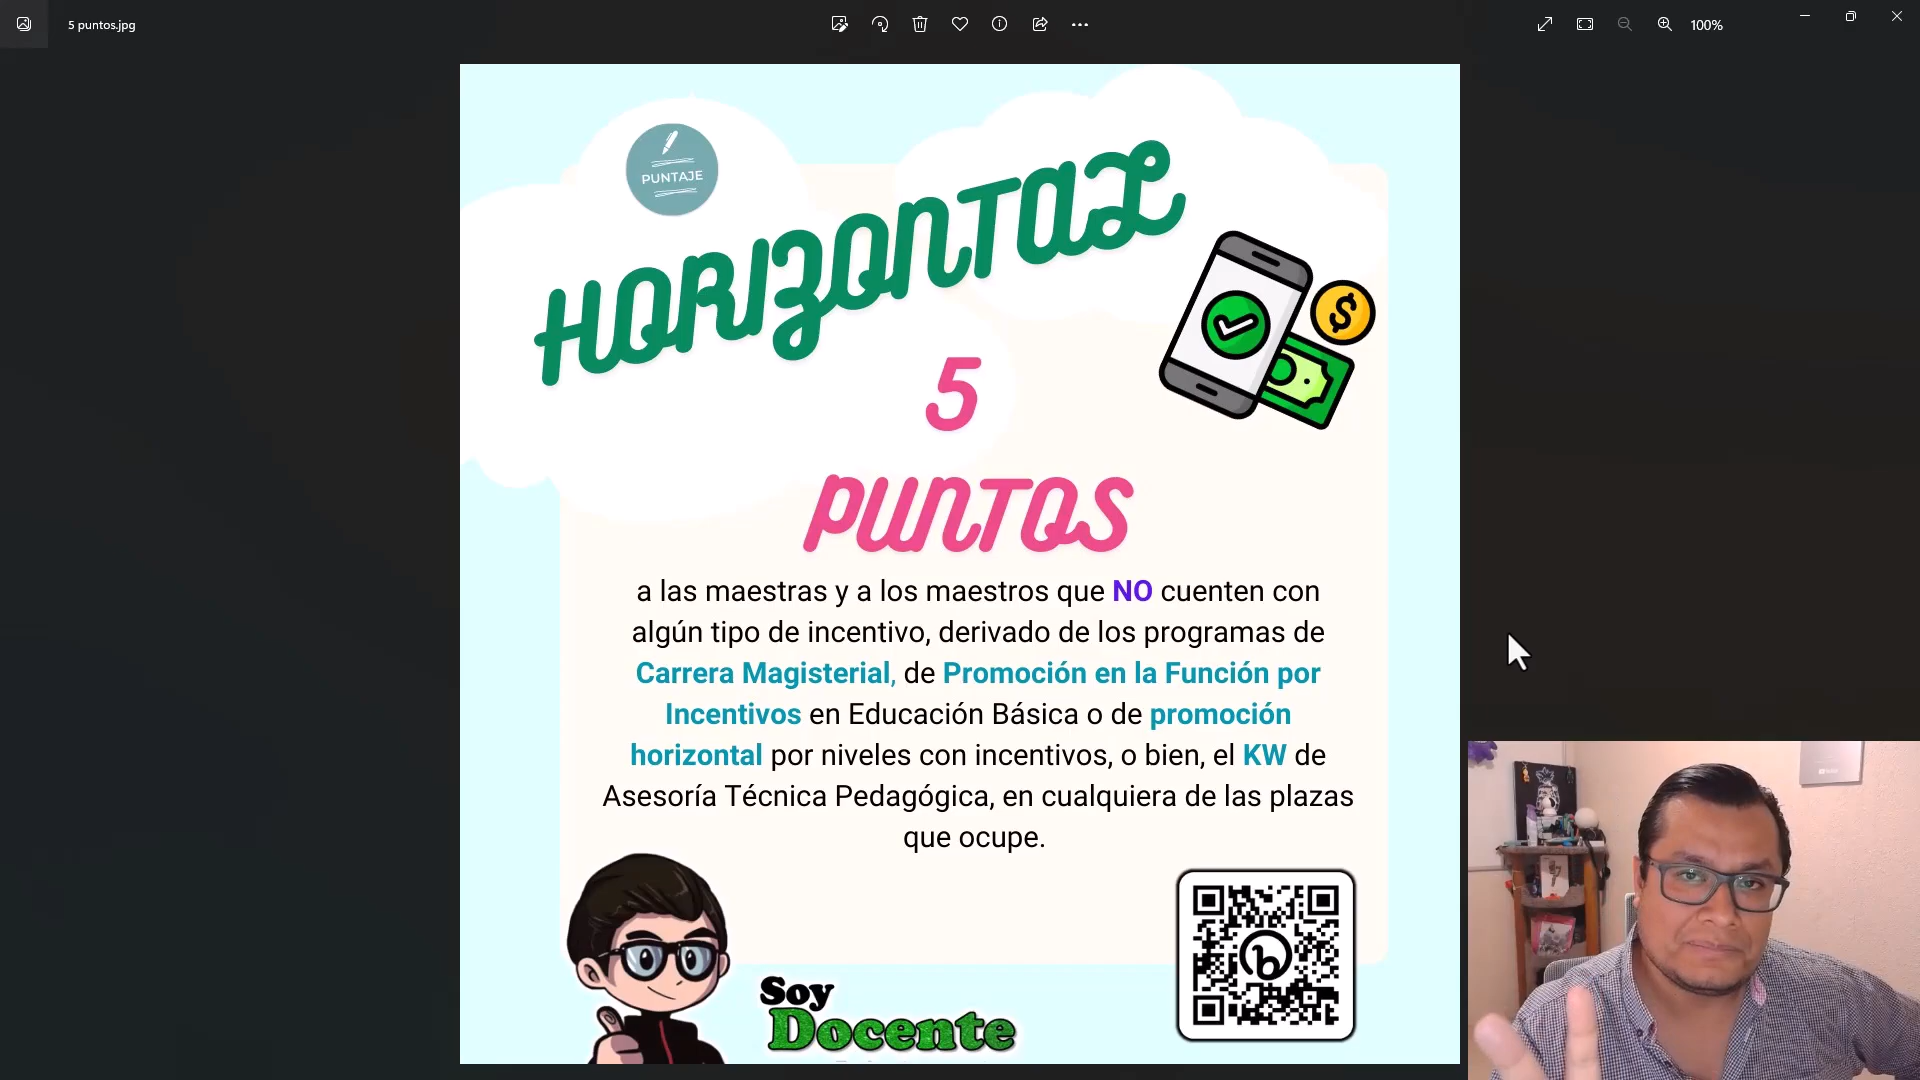 5 puntos.jpg
100%
PUNTAJE
HORIZONTAL
5
PUNTOS
a las maestras y a los maestros que NO cuenten con
algún tipo de incentivo, derivado de los programas de
Carrera Magisterial, de Promoción en la Función por
Incentivos en Educación Básica o de promoción
horizontal por niveles con incentivos, o bien, el KW de
Asesoría Técnica Pedagógica, en cualquiera de las plazas
que ocupe.
Soy
Docente